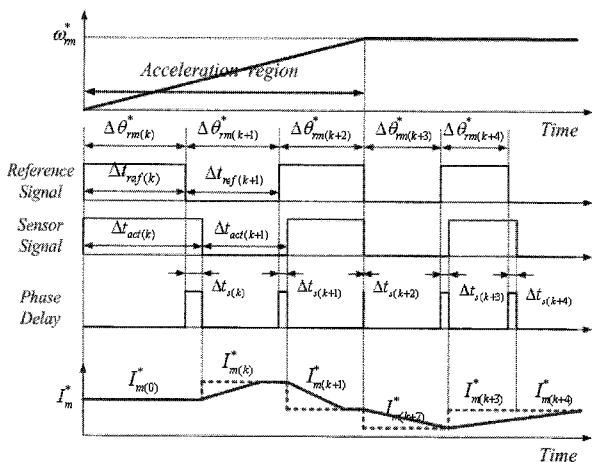 ω*rm
Acceleration region
Δθ*rm(k) Δθ*rm(k+1) Δθ*rm(k+2) Δθ*rm(k+3) Δθ*rm(k+4) Time
Reference Signal
Δtref(k) Δtref(k+1)
Sensor Signal
Δtact(k) Δtact(k+1)
Phase Delay
Δts(k) Δts(k+1) Δts(k+2) Δts(k+3) Δts(k+4)
I*m
I*m(0) I*m(k) I*m(k+1) I*m(k+2) I*m(k+3) I*m(k+4)
Time